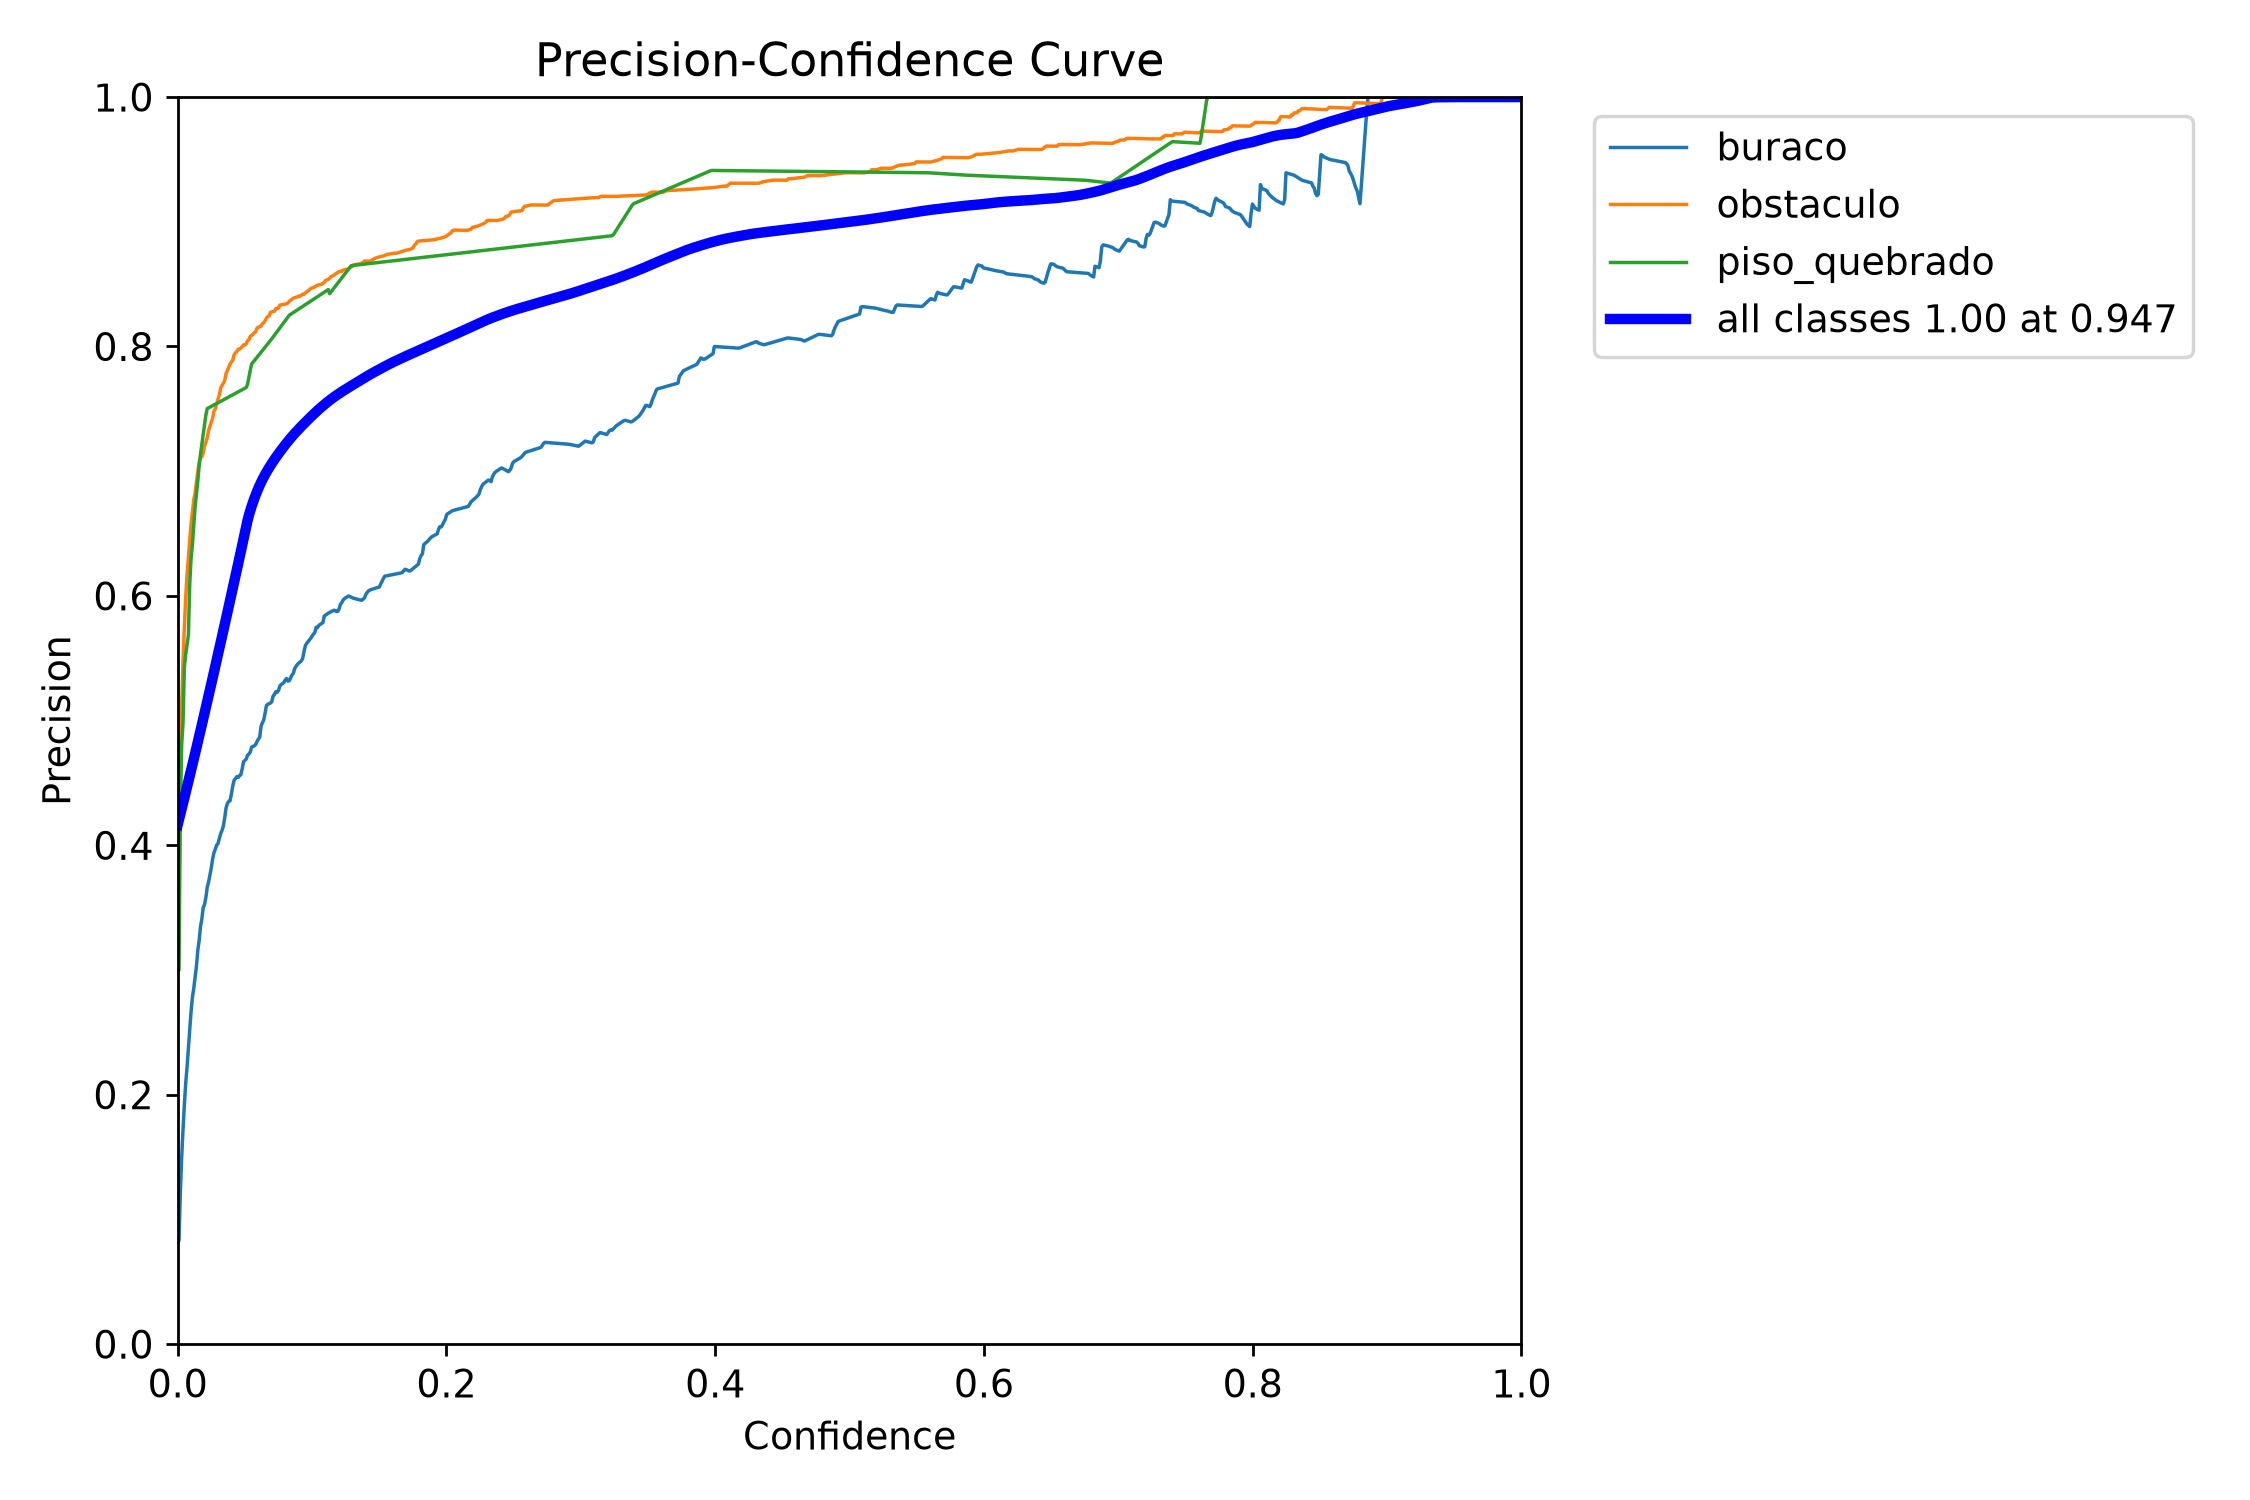 Precision-Confidence Curve
1.0
0.8
0.6
0.4
0.2
0.0
Precision
0.0 0.2 0.4 0.6 0.8 1.0
Confidence
buraco
obstaculo
piso_quebrado
all classes 1.00 at 0.947